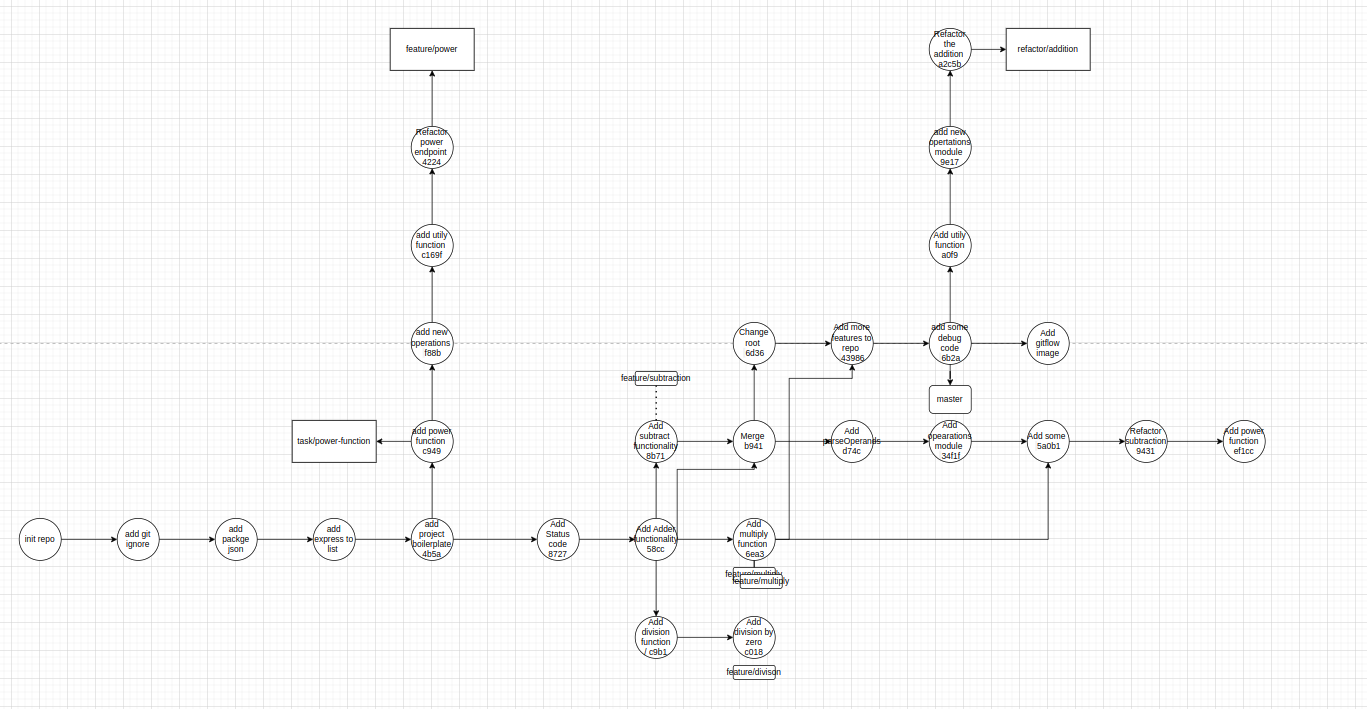 feature/power
Refactor
the
addition
a2c5b
refactor/addition
Refactor
power
endpoint
4224
add new
opertations
module
9e17
add utily
function
c169f
Add utily
function
a0f9
add new
operations
f88b
Change
root
6d36
Add more
features to
repo
43986
add some
debug
code
6b2a
Add
gitflow
image
feature/subtraction
master
task/power-function
add power
function
c949
Add
subtract
functionality
8b71
Merge
b941
Add
parseOperands
d74c
Add
opearations
module
34f1f
Add some
5a0b1
Refactor
subtraction
9431
Add power
function
ef1cc
init repo
add git
ignore
add
packge
json
add
express to
list
add
project
boilerplate
4b5a
Add
Status
code
8727
Add Adder
functionality
58cc
Add
multiply
function
6ea3
feature/multiply
feature/multiply
Add
division
function
/ c9b1
Add
division by
zero
c018
feature/divison